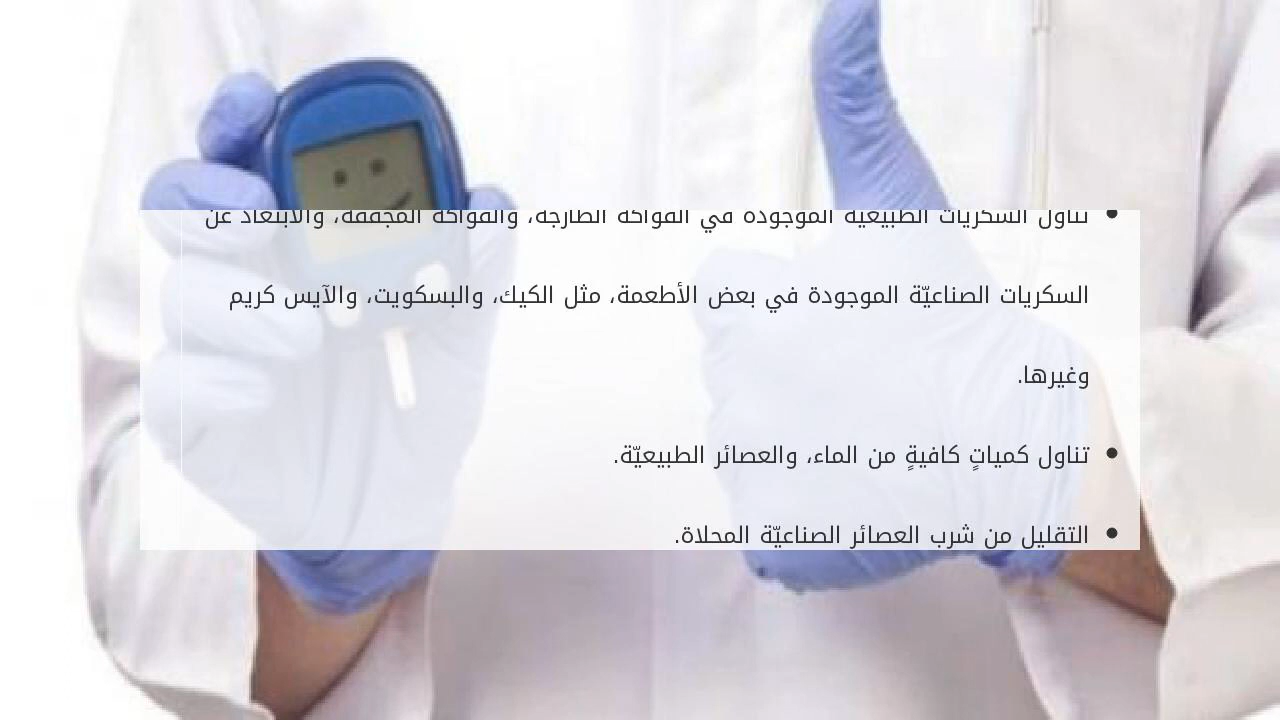 تناول السكريات الطبيعية الموجودة في الفواكه الطازجة، والفواكه المجففة، والابتعاد عن
السكريات الصناعيّة الموجودة في بعض الأطعمة، مثل الكيك، والبسكويت، والآيس كريم
وغيرها.
تناول كمياتٍ كافيةٍ من الماء، والعصائر الطبيعيّة.
التقليل من شرب العصائر الصناعيّة المحلاة.